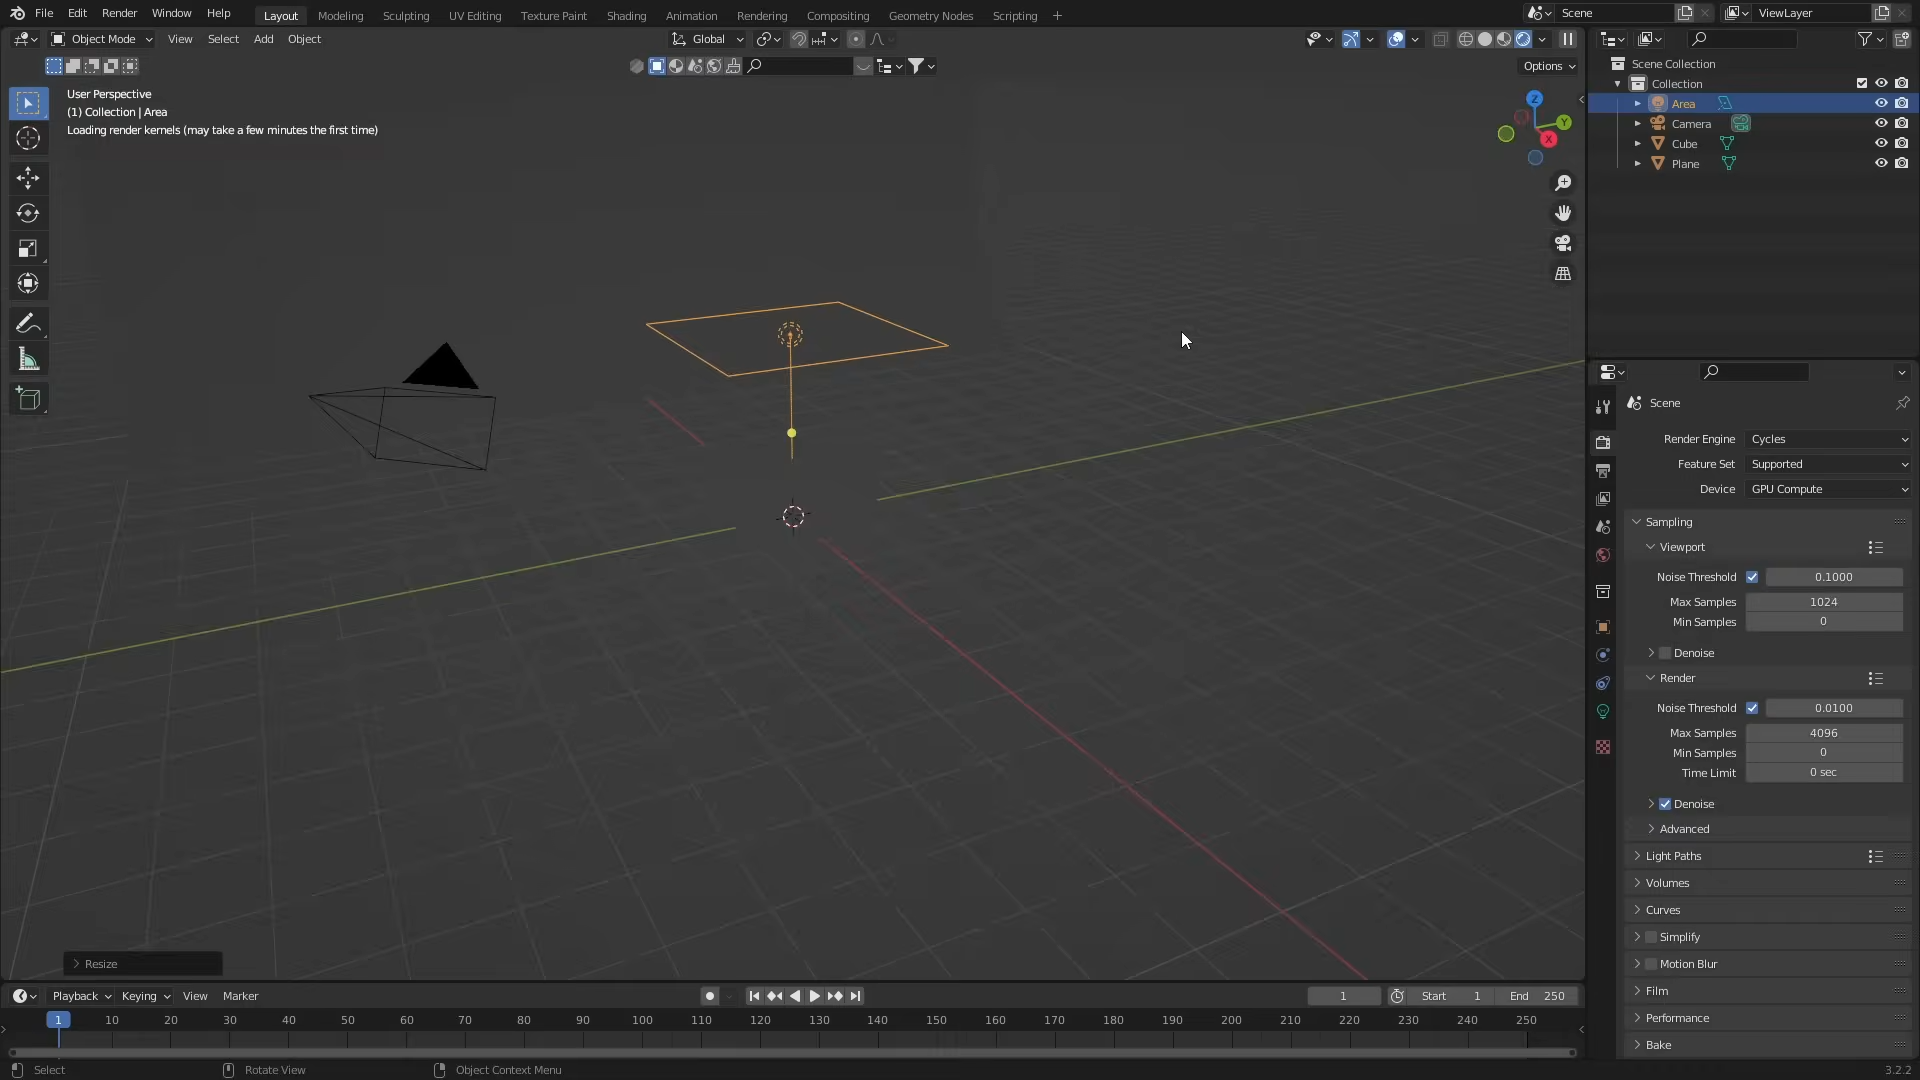 File Edit Render Window Help Layout Modeling Sculpting UV Editing Texture Paint Shading Animation Rendering Compositing Geometry Nodes Scripting + Scene ViewLayer
Object Mode View Select Add Object Global
Options
User Perspective
(1) Collection | Area
Loading render kernels (may take a few minutes the first time)
Z
Y
X
Resize
Scene Collection
Collection
Area
Camera
Cube
Plane
Scene
Render Engine Cycles
Feature Set Supported
Device GPU Compute
Sampling
Viewport
Noise Threshold 0.1000
Max Samples 1024
Min Samples 0
Denoise
Render
Noise Threshold 0.0100
Max Samples 4096
Min Samples 0
Time Limit 0 sec
Denoise
Advanced
Light Paths
Volumes
Curves
Simplify
Motion Blur
Film
Performance
Bake
Playback Keying View Marker 1 Start 1 End 250
1 10 20 30 40 50 60 70 80 90 100 110 120 130 140 150 160 170 180 190 200 210 220 230 240 250
Select Rotate View Object Context Menu 3.2.2